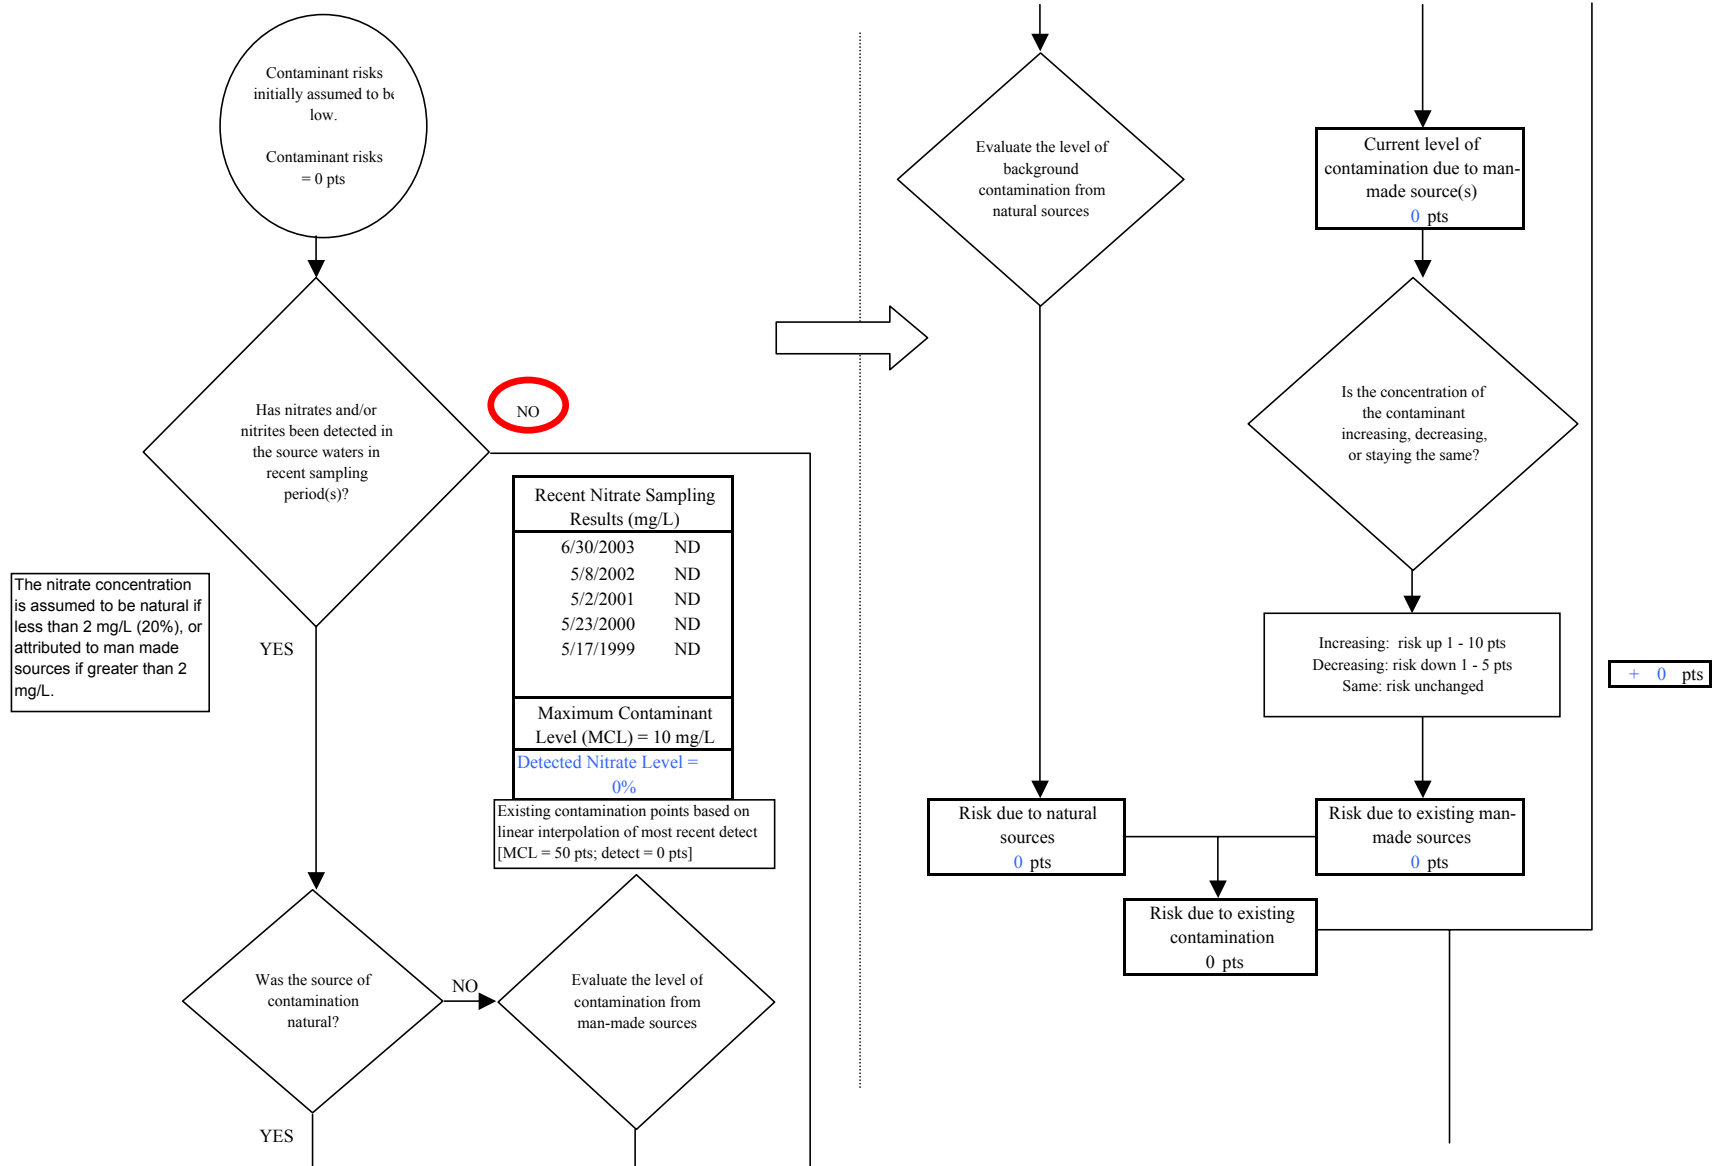 Contaminant risks
initially assumed to be
low.
Contaminant risks
= 0 pts
Has nitrates and/or
nitrites been detected in
the source waters in
recent sampling
period(s)?
NO
The nitrate concentration
is assumed to be natural if
less than 2 mg/L (20%), or
attributed to man made
sources if greater than 2
mg/L.
YES
Recent Nitrate Sampling
Results (mg/L)
6/30/2003 ND
5/8/2002 ND
5/2/2001 ND
5/23/2000 ND
5/17/1999 ND
Maximum Contaminant
Level (MCL) = 10 mg/L
Detected Nitrate Level =
0%
Existing contamination points based on
linear interpolation of most recent detect
[MCL = 50 pts; detect = 0 pts]
Was the source of
contamination
natural?
NO
Evaluate the level of
contamination from
man-made sources
YES
Evaluate the level of
background
contamination from
natural sources
Current level of
contamination due to man-
made source(s)
0 pts
Is the concentration of
the contaminant
increasing, decreasing,
or staying the same?
Increasing: risk up 1 - 10 pts
Decreasing: risk down 1 - 5 pts
Same: risk unchanged
+ 0 pts
Risk due to natural
sources
0 pts
Risk due to existing man-
made sources
0 pts
Risk due to existing
contamination
0 pts